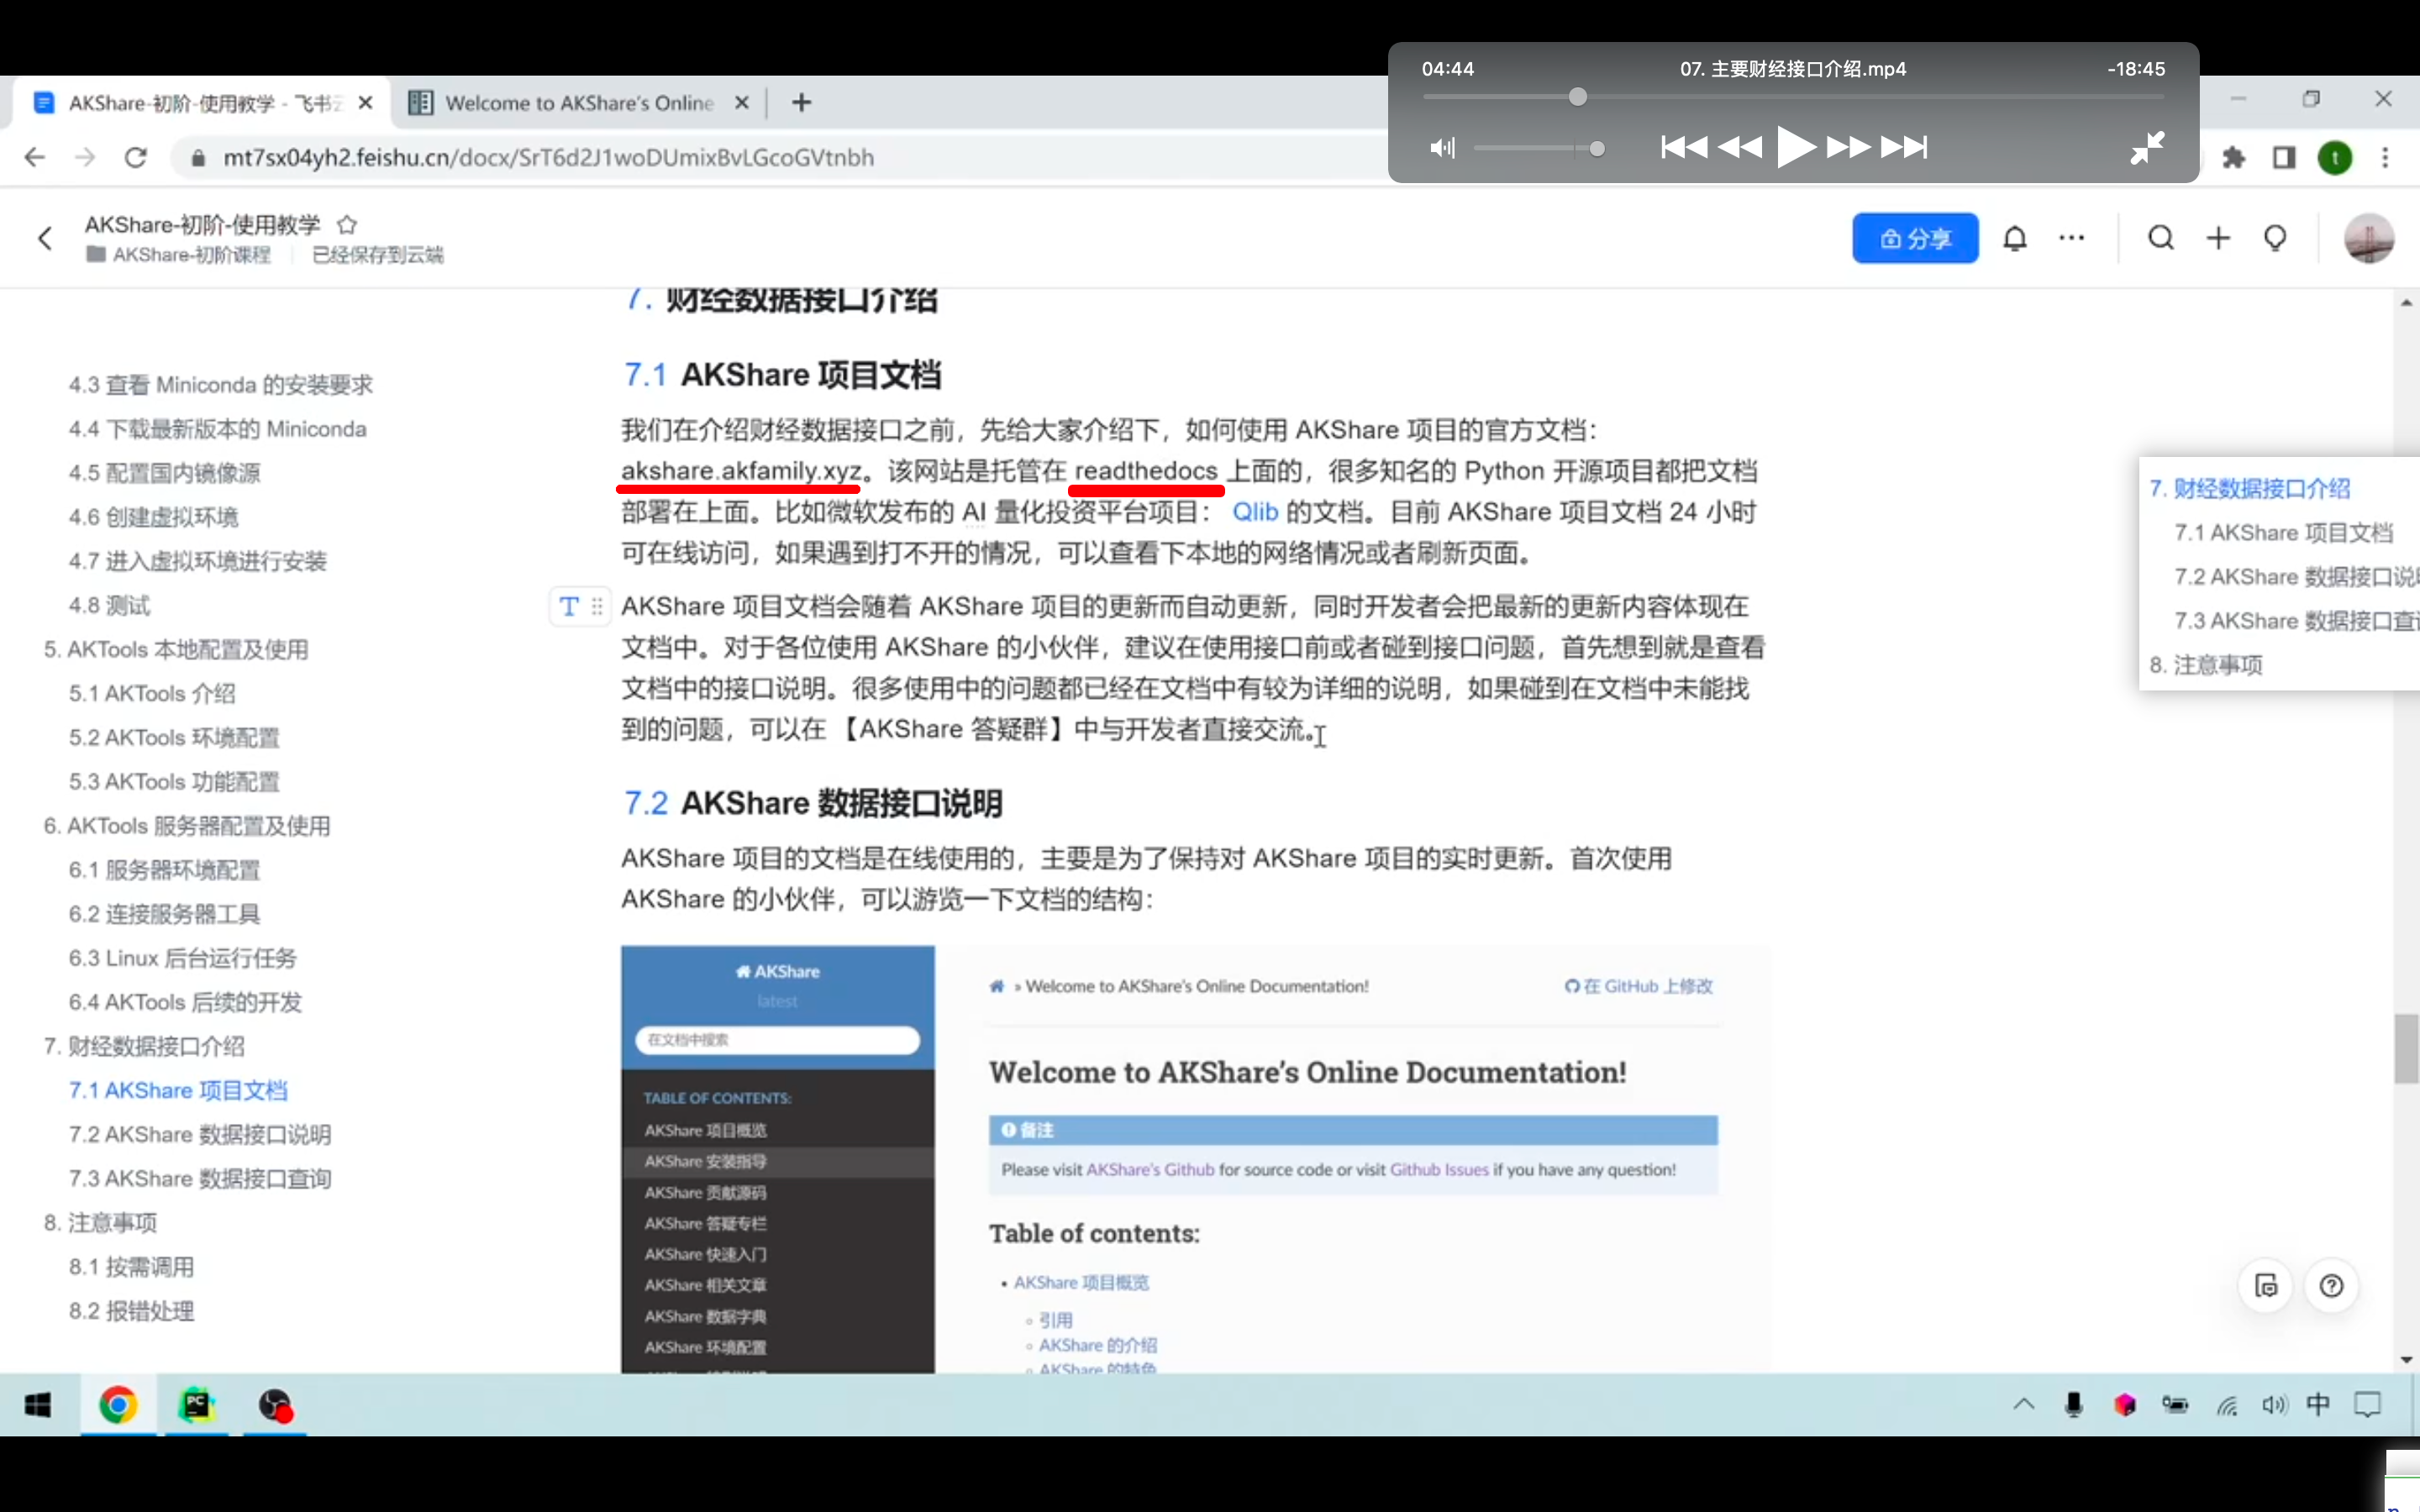 04:44
07. 主要财经接口介绍.mp4
-18:45
AKShare-初阶-使用教学 - 飞书
Welcome to AKShare's Online
mt7sx04yh2.feishu.cn/docx/SrT6d2J1woDUmixBvLGcoGVtnbh
t
AKShare-初阶-使用教学
AKShare-初阶课程
已经保存到云端
分享
4.3 查看 Miniconda 的安装要求
4.4 下载最新版本的 Miniconda
4.5 配置国内镜像源
4.6 创建虚拟环境
4.7 进入虚拟环境进行安装
4.8 测试
5. AKTools 本地配置及使用
5.1 AKTools 介绍
5.2 AKTools 环境配置
5.3 AKTools 功能配置
6. AKTools 服务器配置及使用
6.1 服务器环境配置
6.2 连接服务器工具
6.3 Linux 后台运行任务
6.4 AKTools 后续的开发
7. 财经数据接口介绍
7.1 AKShare 项目文档
7.2 AKShare 数据接口说明
7.3 AKShare 数据接口查询
8. 注意事项
8.1 按需调用
8.2 报错处理
7. 财经数据接口介绍
7.1 AKShare 项目文档
我们在介绍财经数据接口之前，先给大家介绍下，如何使用 AKShare 项目的官方文档：
akshare.akfamily.xyz。该网站是托管在 readthedocs 上面的，很多知名的 Python 开源项目都把文档
部署在上面。比如微软发布的 AI 量化投资平台项目： Qlib 的文档。目前 AKShare 项目文档 24 小时
可在线访问，如果遇到打不开的情况，可以查看下本地的网络情况或者刷新页面。
T
AKShare 项目文档会随着 AKShare 项目的更新而自动更新，同时开发者会把最新的更新内容体现在
文档中。对于各位使用 AKShare 的小伙伴，建议在使用接口前或者碰到接口问题，首先想到就是查看
文档中的接口说明。很多使用中的问题都已经在文档中有较为详细的说明，如果碰到在文档中未能找
到的问题，可以在 【AKShare 答疑群】中与开发者直接交流。
7.2 AKShare 数据接口说明
AKShare 项目的文档是在线使用的，主要是为了保持对 AKShare 项目的实时更新。首次使用
AKShare 的小伙伴，可以游览一下文档的结构：
AKShare
latest
在文档中搜索
TABLE OF CONTENTS:
AKShare 项目概览
AKShare 安装指导
AKShare 贡献源码
AKShare 答疑专栏
AKShare 快速入门
AKShare 相关文章
AKShare 数据字典
AKShare 环境配置
» Welcome to AKShare's Online Documentation!
在 GitHub 上修改
Welcome to AKShare's Online Documentation!
备注
Please visit AKShare's Github for source code or visit Github Issues if you have any question!
Table of contents:
• AKShare 项目概览
◦ 引用
◦ AKShare 的介绍
◦ AKShare 的特色
7. 财经数据接口介绍
7.1 AKShare 项目文档
7.2 AKShare 数据接口说
7.3 AKShare 数据接口查
8. 注意事项
PC
中